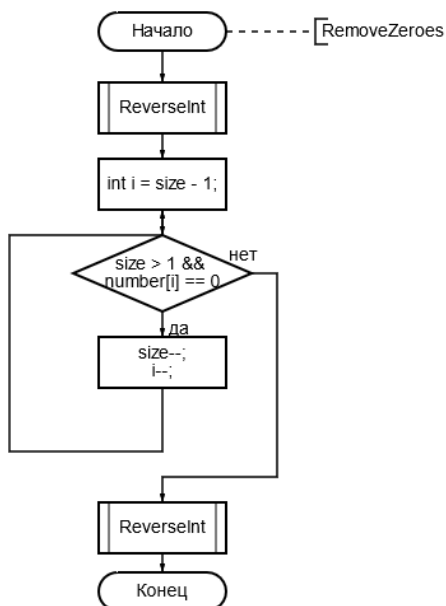 Начало
RemoveZeroes
ReverseInt
int i = size - 1;
size > 1 &&
number[i] == 0
нет
да
size--;
i--;
ReverseInt
Конец